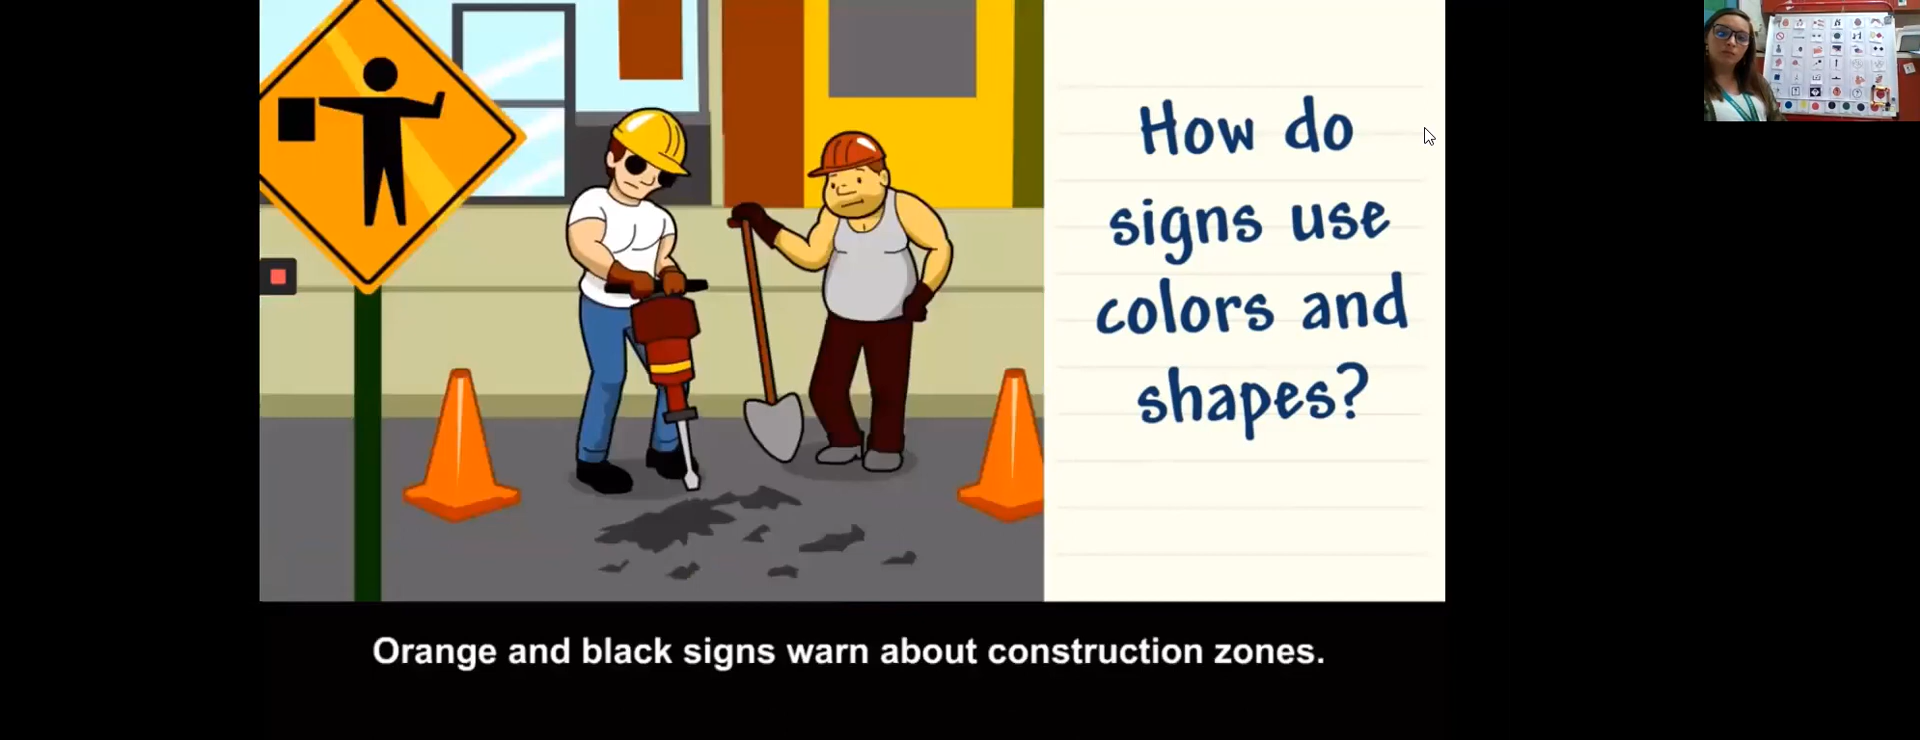 How do
signs use
colors and
shapes?
Orange and black signs warn about construction zones.